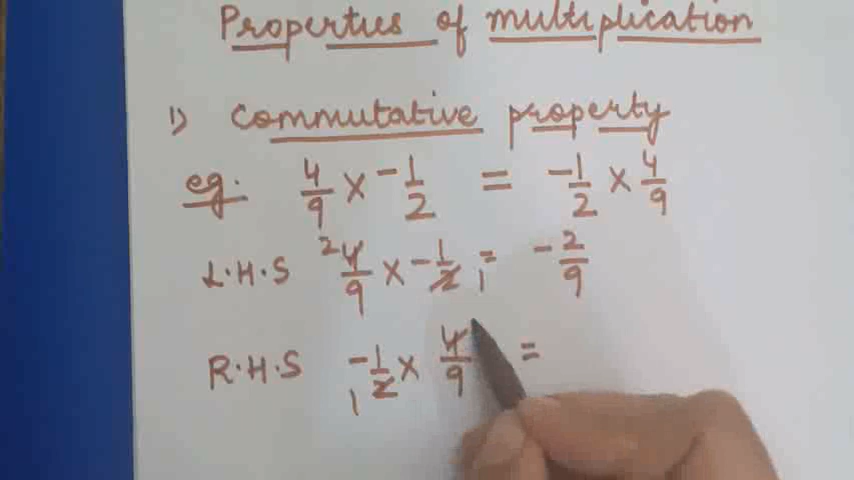 Properties of multiplication
1) Commutative property
eg. 4/9 × -1/2 = -1/2 × 4/9
L.H.S 2 4/9 × -1/2 1 = -2/9
R.H.S -1/2 1 × 4/9 =